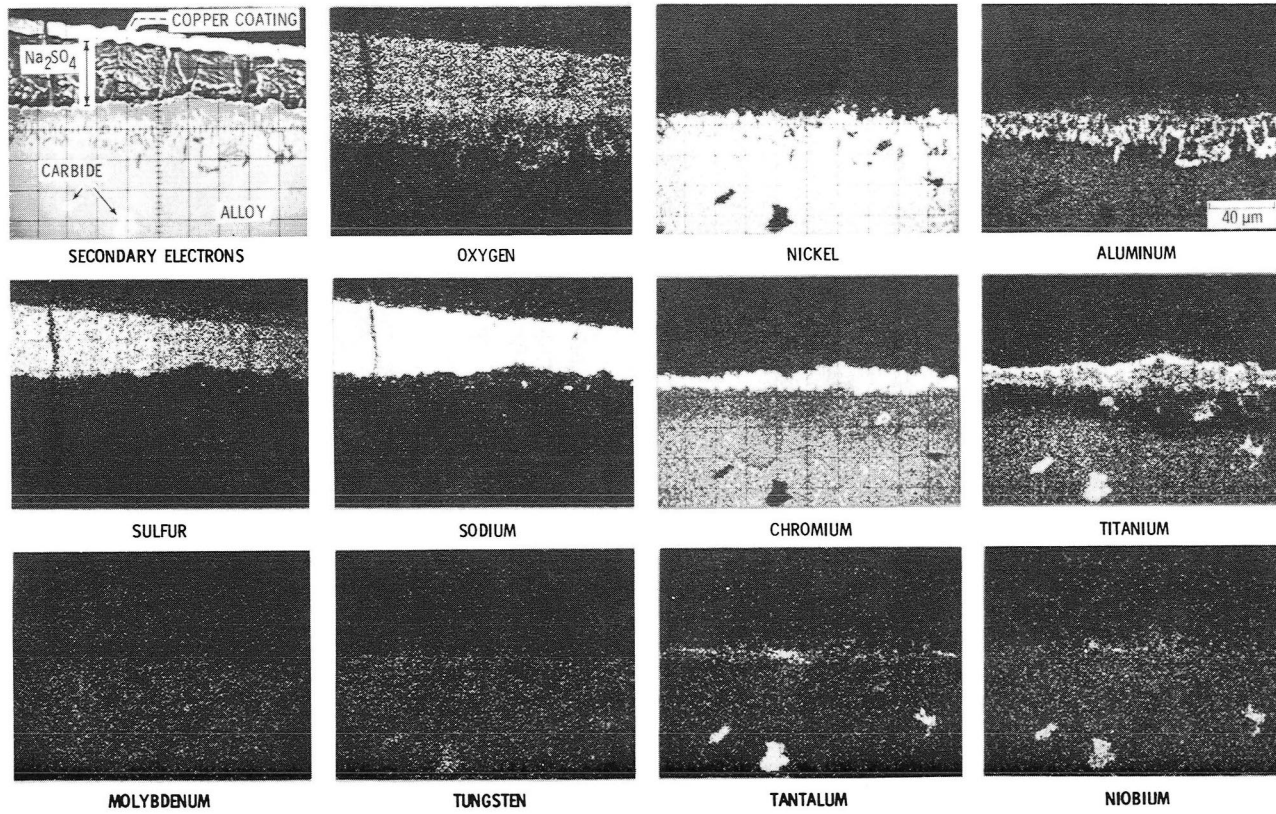 COPPER COATING
Na2SO4
CARBIDE
ALLOY
40 µm
SECONDARY ELECTRONS
OXYGEN
NICKEL
ALUMINUM
SULFUR
SODIUM
CHROMIUM
TITANIUM
MOLYBDENUM
TUNGSTEN
TANTALUM
NIOBIUM